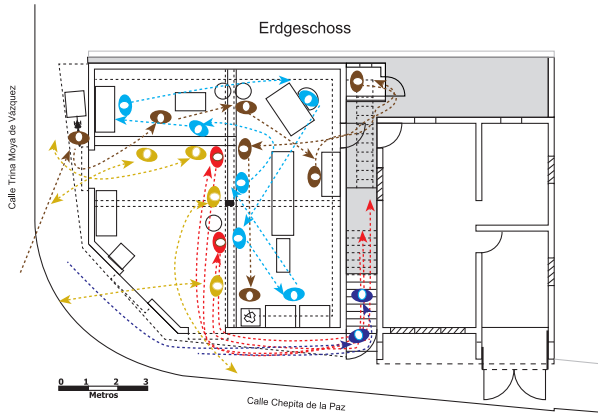 Erdgeschoss
Calle Trina Moya de Vázquez
0 1 2 3
Metros
Calle Chepita de la Paz